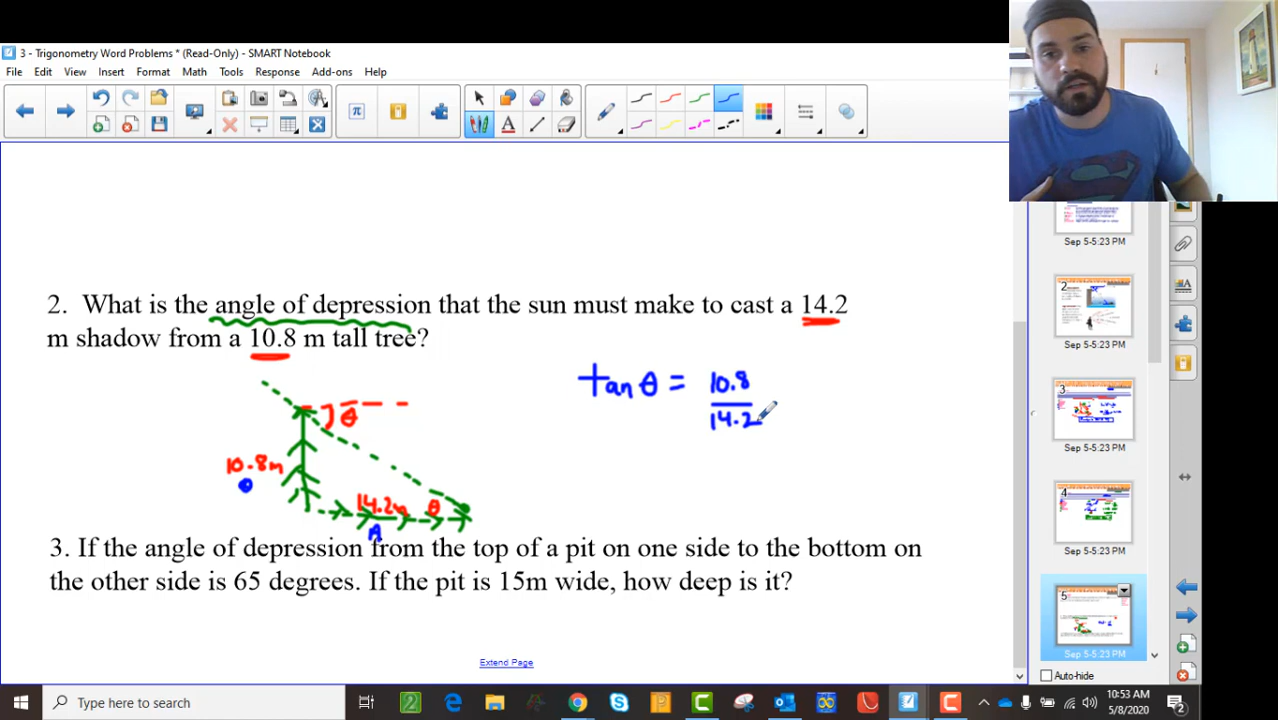 3 - Trigonometry Word Problems * (Read-Only) - SMART Notebook
File Edit View Insert Format Math Tools Response Add-ons Help
2. What is the angle of depression that the sun must make to cast a 14.2
m shadow from a 10.8 m tall tree?
tan θ = 10.8
14.2
θ
10.8m
O
14.2m θ
A
3. If the angle of depression from the top of a pit on one side to the bottom on
the other side is 65 degrees. If the pit is 15m wide, how deep is it?
Extend Page
Sep 5-5:23 PM
2
Sep 5-5:23 PM
3
Sep 5-5:23 PM
4
Sep 5-5:23 PM
5
Sep 5-5:23 PM
Auto-hide
Type here to search
10:53 AM
5/8/2020
2